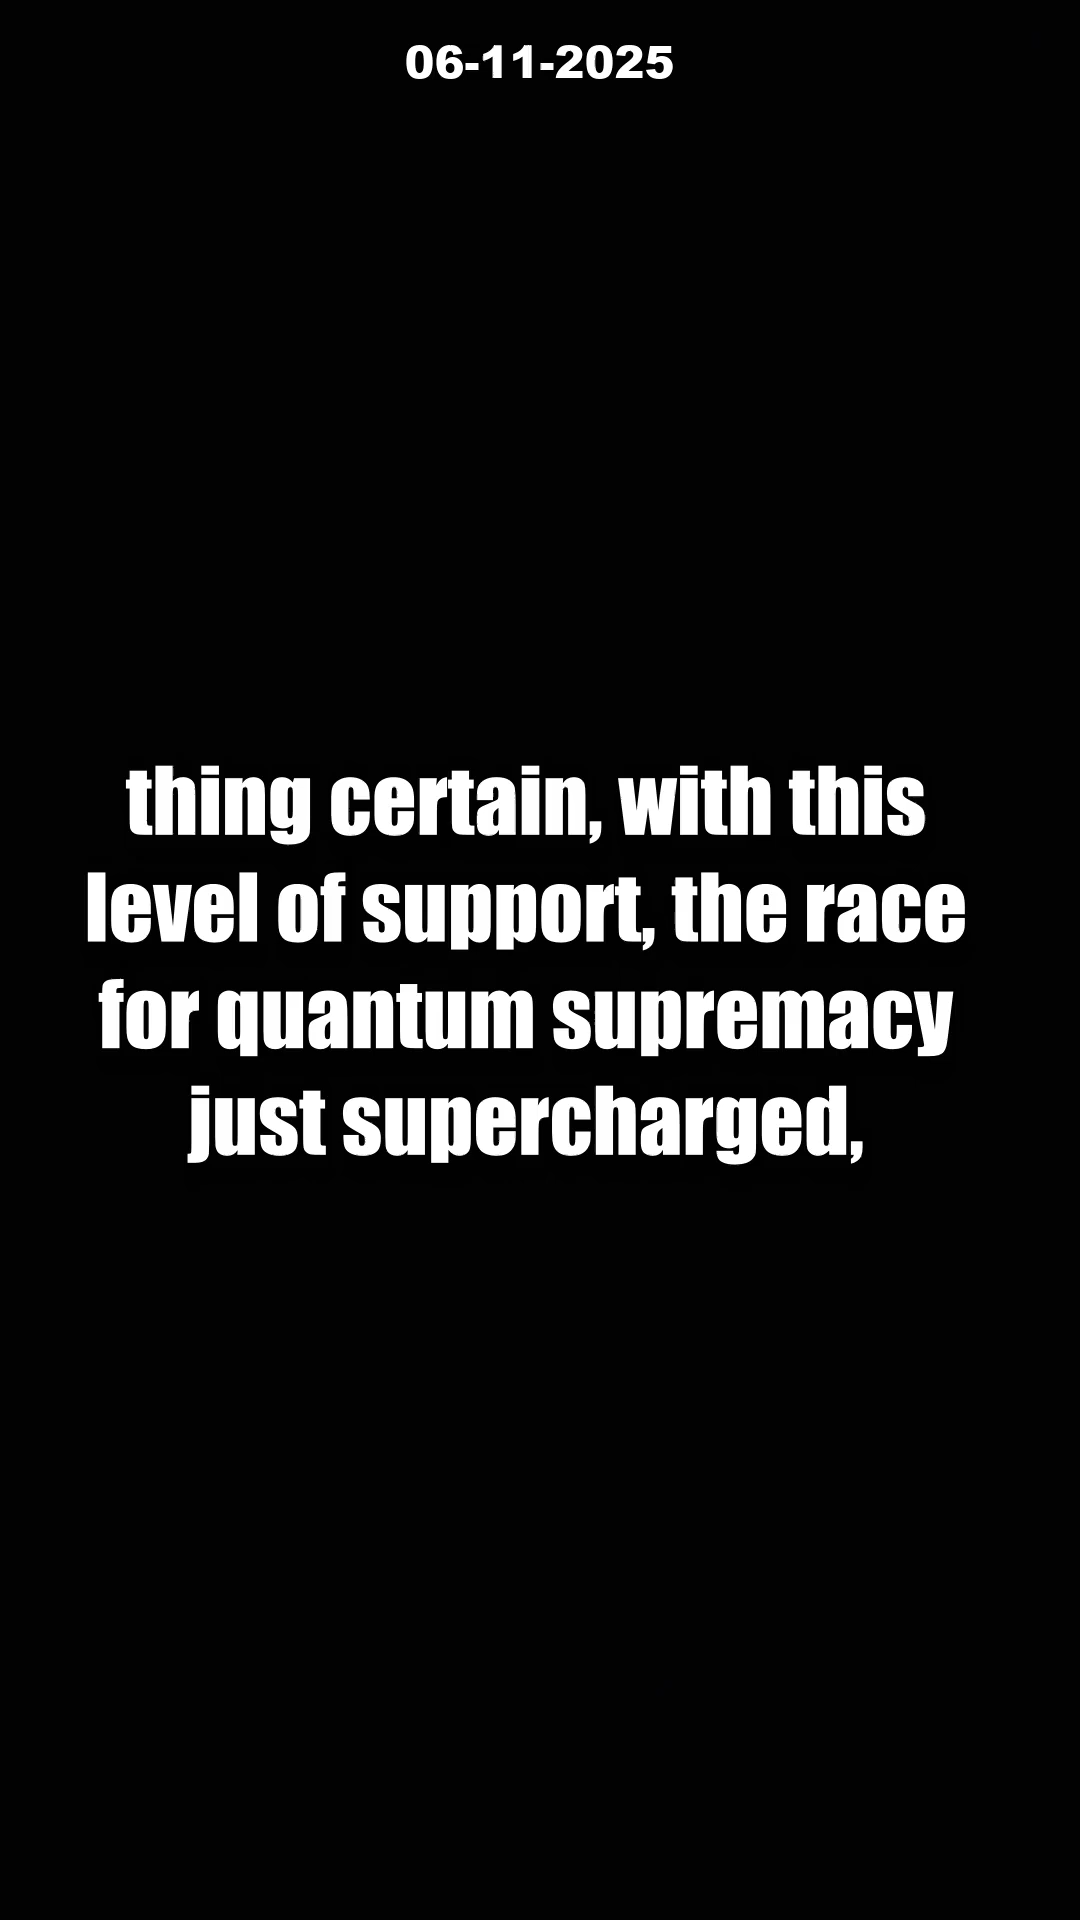 06-11-2025
thing certain, with this
level of support, the race
for quantum supremacy
just supercharged,